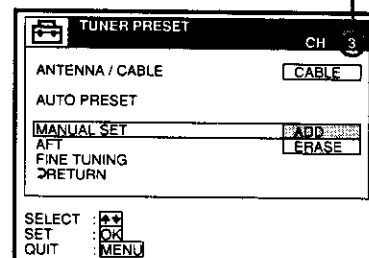 TUNER PRESET
CH 3
ANTENNA / CABLE CABLE
AUTO PRESET
MANUAL SET ADD
AFT ERASE
FINE TUNING
RETURN
SELECT :
SET : OK
QUIT : MENU